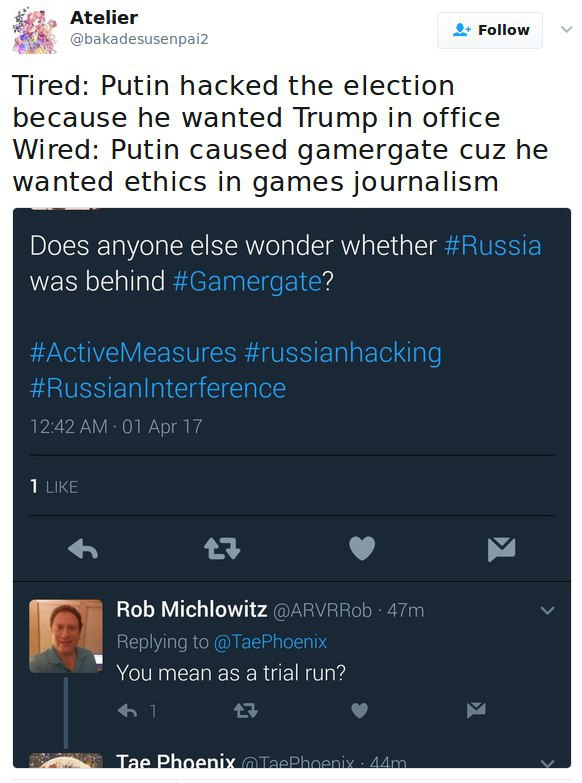 Atelier
@bakadesusenpai2
Follow
Tired: Putin hacked the election
because he wanted Trump in office
Wired: Putin caused gamergate cuz he
wanted ethics in games journalism
Does anyone else wonder whether #Russia
was behind #Gamergate?
#ActiveMeasures #russianhacking
#RussianInterference
12:42 AM · 01 Apr 17
1 LIKE
Rob Michlowitz @ARVRRob · 47m
Replying to @TaePhoenix
You mean as a trial run?
1
Tae Phoenix @TaePhoenix · 44m